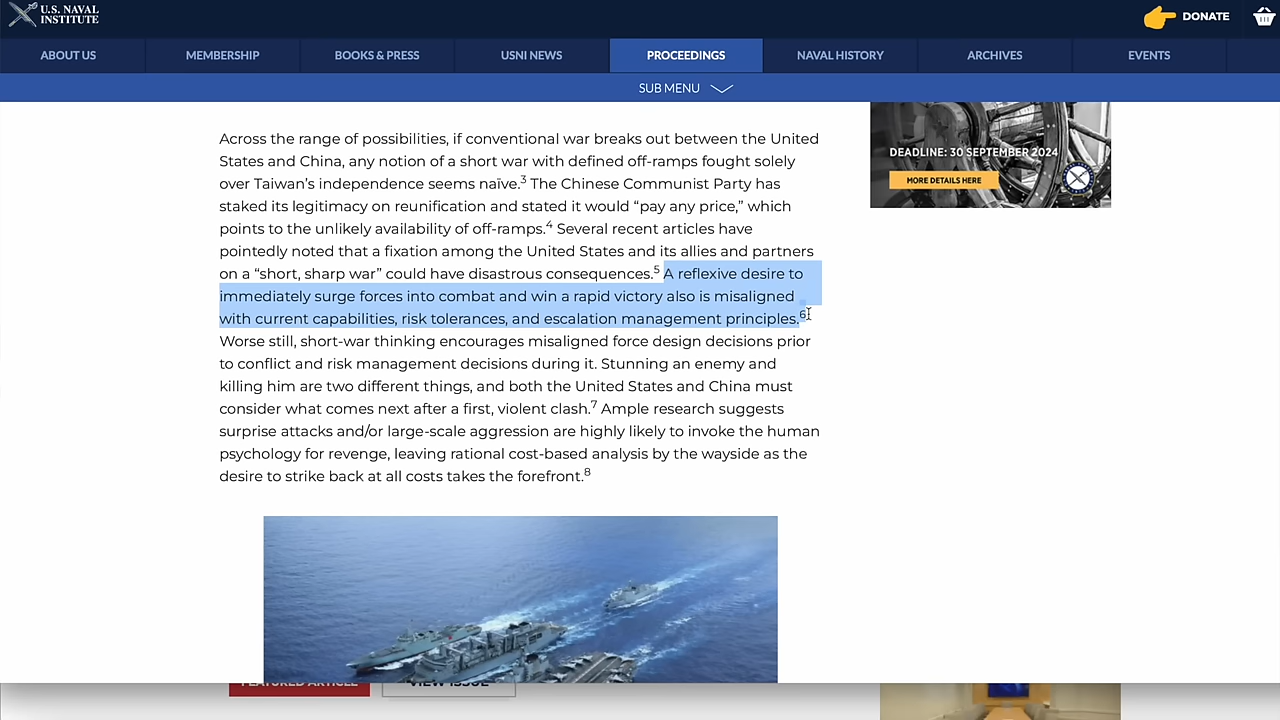 U.S. NAVAL
INSTITUTE
DONATE
ABOUT US
MEMBERSHIP
BOOKS & PRESS
USNI NEWS
PROCEEDINGS
NAVAL HISTORY
ARCHIVES
EVENTS
SUB MENU
Across the range of possibilities, if conventional war breaks out between the United
States and China, any notion of a short war with defined off-ramps fought solely
over Taiwan’s independence seems naïve.3 The Chinese Communist Party has
staked its legitimacy on reunification and stated it would “pay any price,” which
points to the unlikely availability of off-ramps.4 Several recent articles have
pointedly noted that a fixation among the United States and its allies and partners
on a “short, sharp war” could have disastrous consequences.5 A reflexive desire to
immediately surge forces into combat and win a rapid victory also is misaligned
with current capabilities, risk tolerances, and escalation management principles.6
Worse still, short-war thinking encourages misaligned force design decisions prior
to conflict and risk management decisions during it. Stunning an enemy and
killing him are two different things, and both the United States and China must
consider what comes next after a first, violent clash.7 Ample research suggests
surprise attacks and/or large-scale aggression are highly likely to invoke the human
psychology for revenge, leaving rational cost-based analysis by the wayside as the
desire to strike back at all costs takes the forefront.8
DEADLINE: 30 SEPTEMBER 2024
MORE DETAILS HERE
FEATURED ARTICLE
VIEW ISSUE